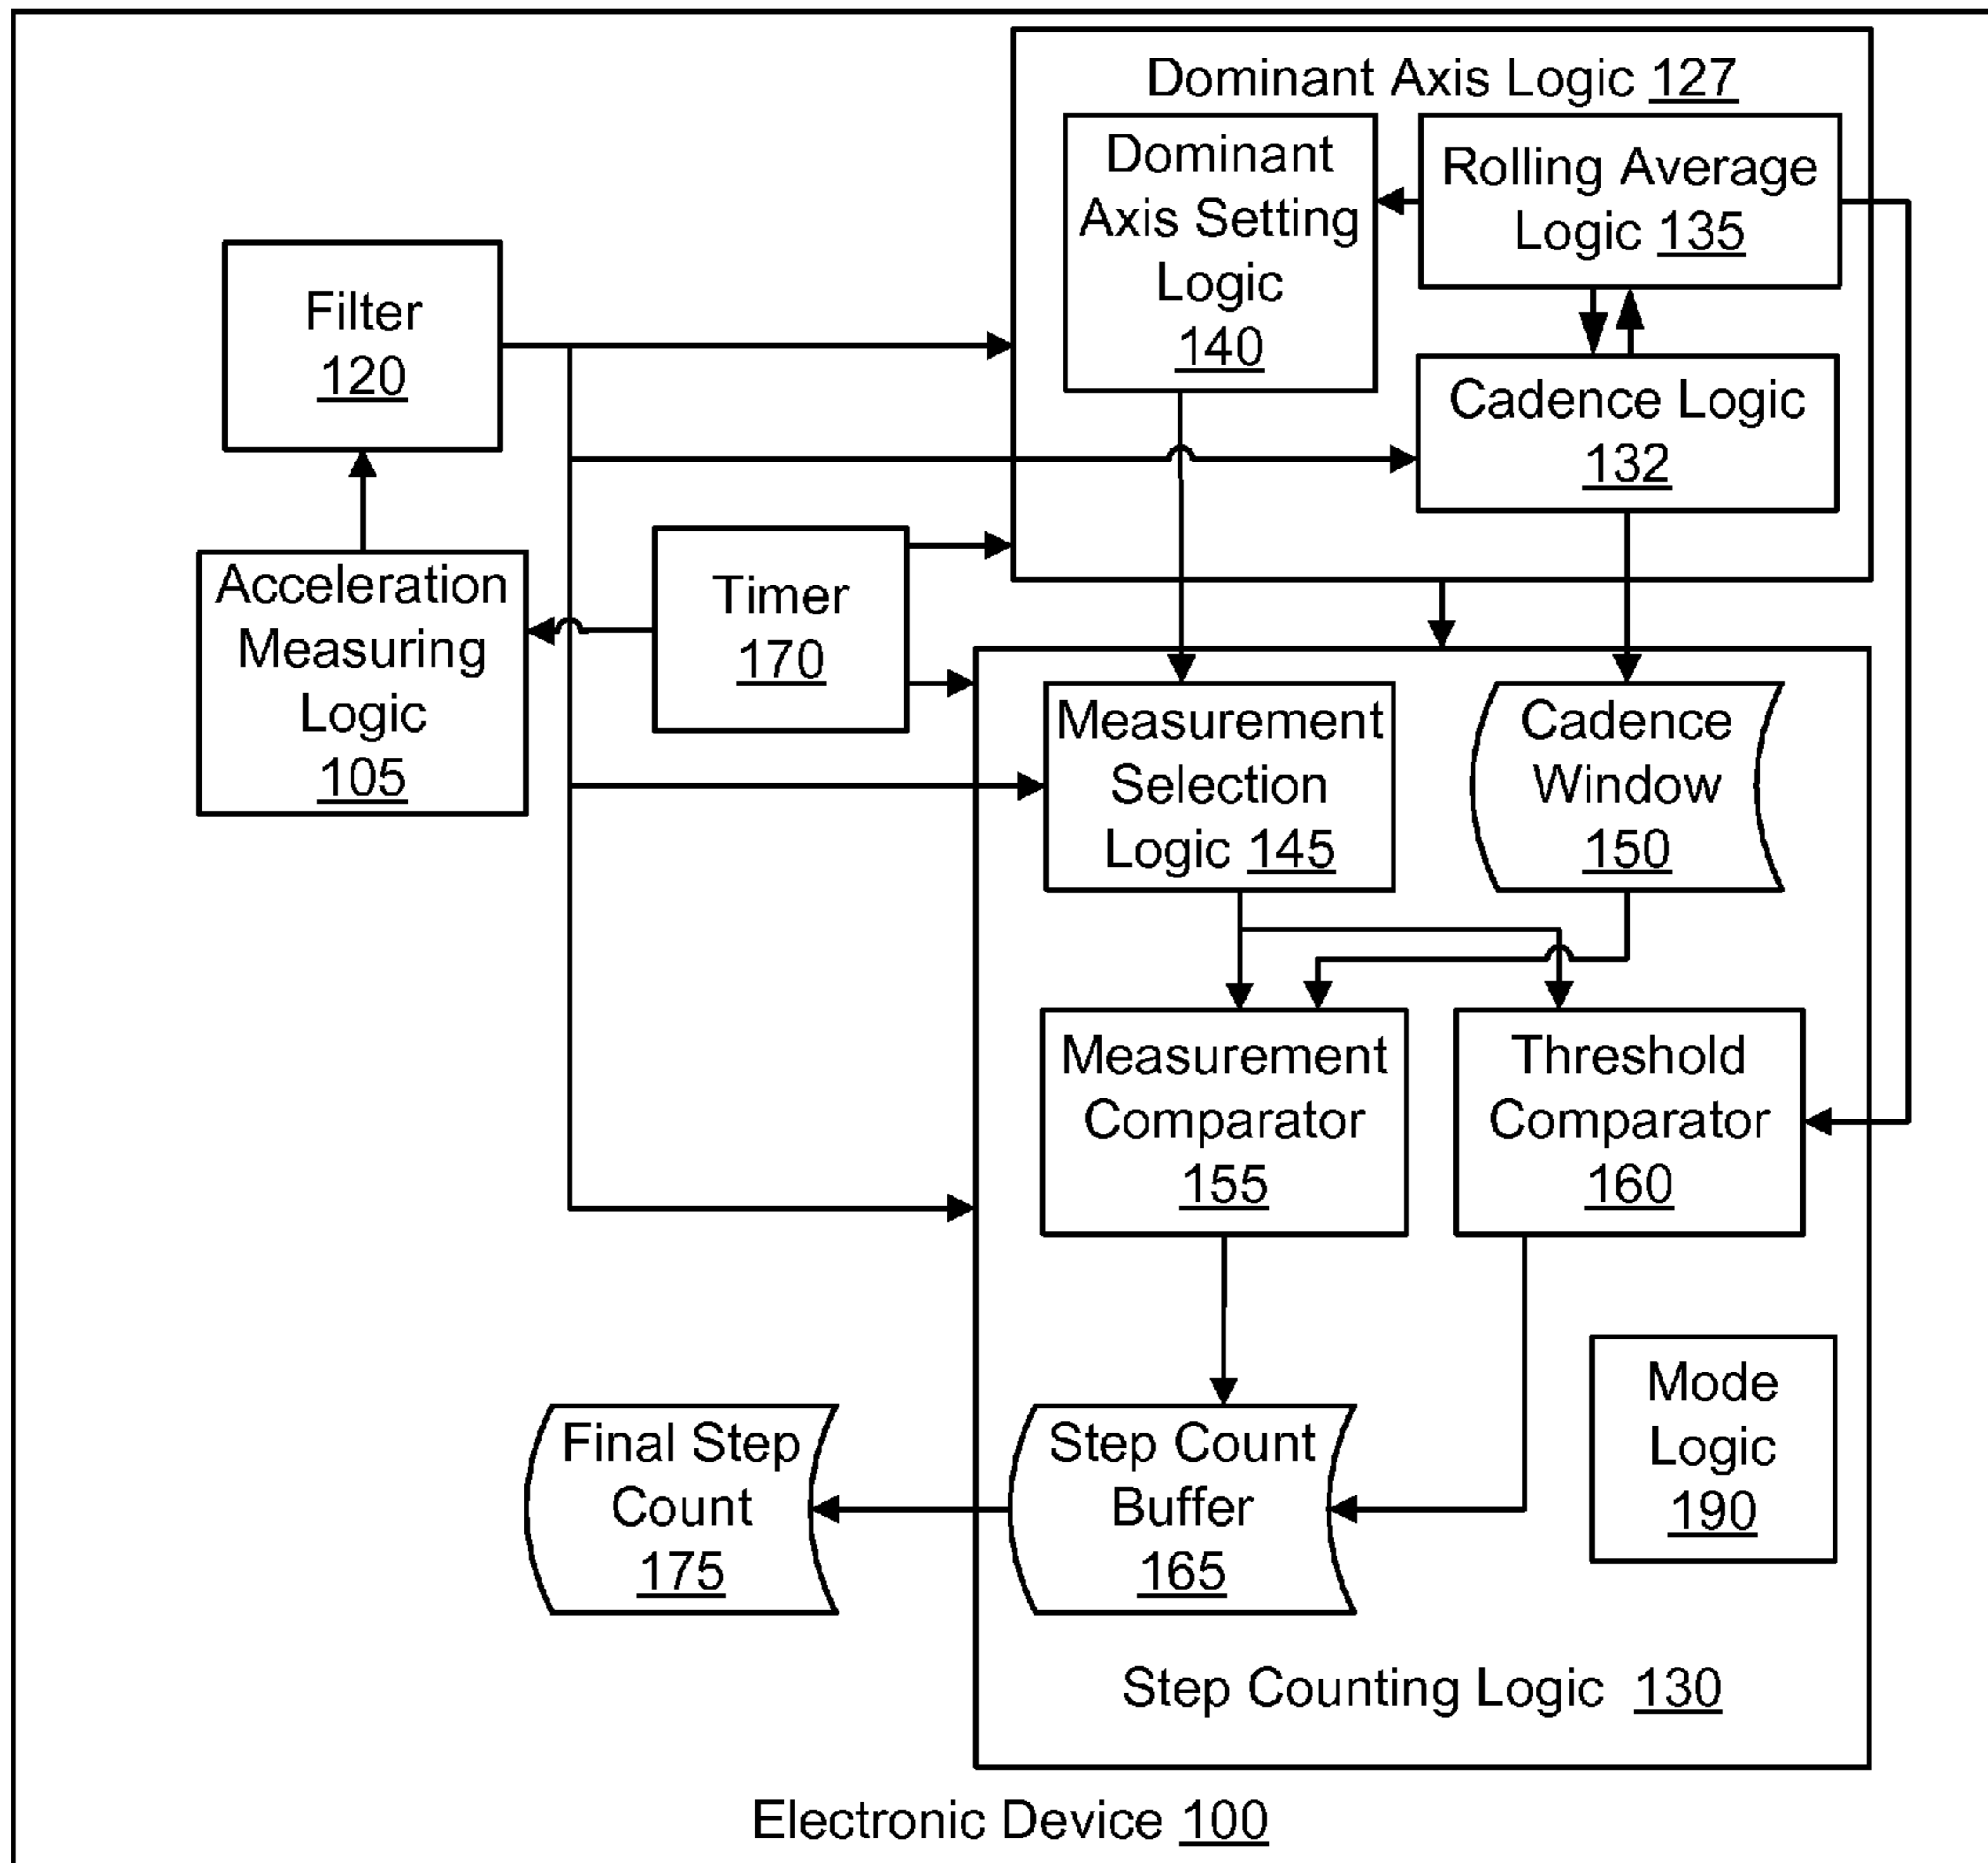 Dominant Axis Logic 127
Dominant
Axis Setting
Logic
140
Rolling Average
Logic 135
Filter
120
Cadence Logic
132
Acceleration
Measuring
Logic
105
Timer
170
Measurement
Selection
Logic 145
Cadence
Window
150
Measurement
Comparator
155
Threshold
Comparator
160
Mode
Logic
190
Final Step
Count
175
Step Count
Buffer
165
Step Counting Logic 130
Electronic Device 100